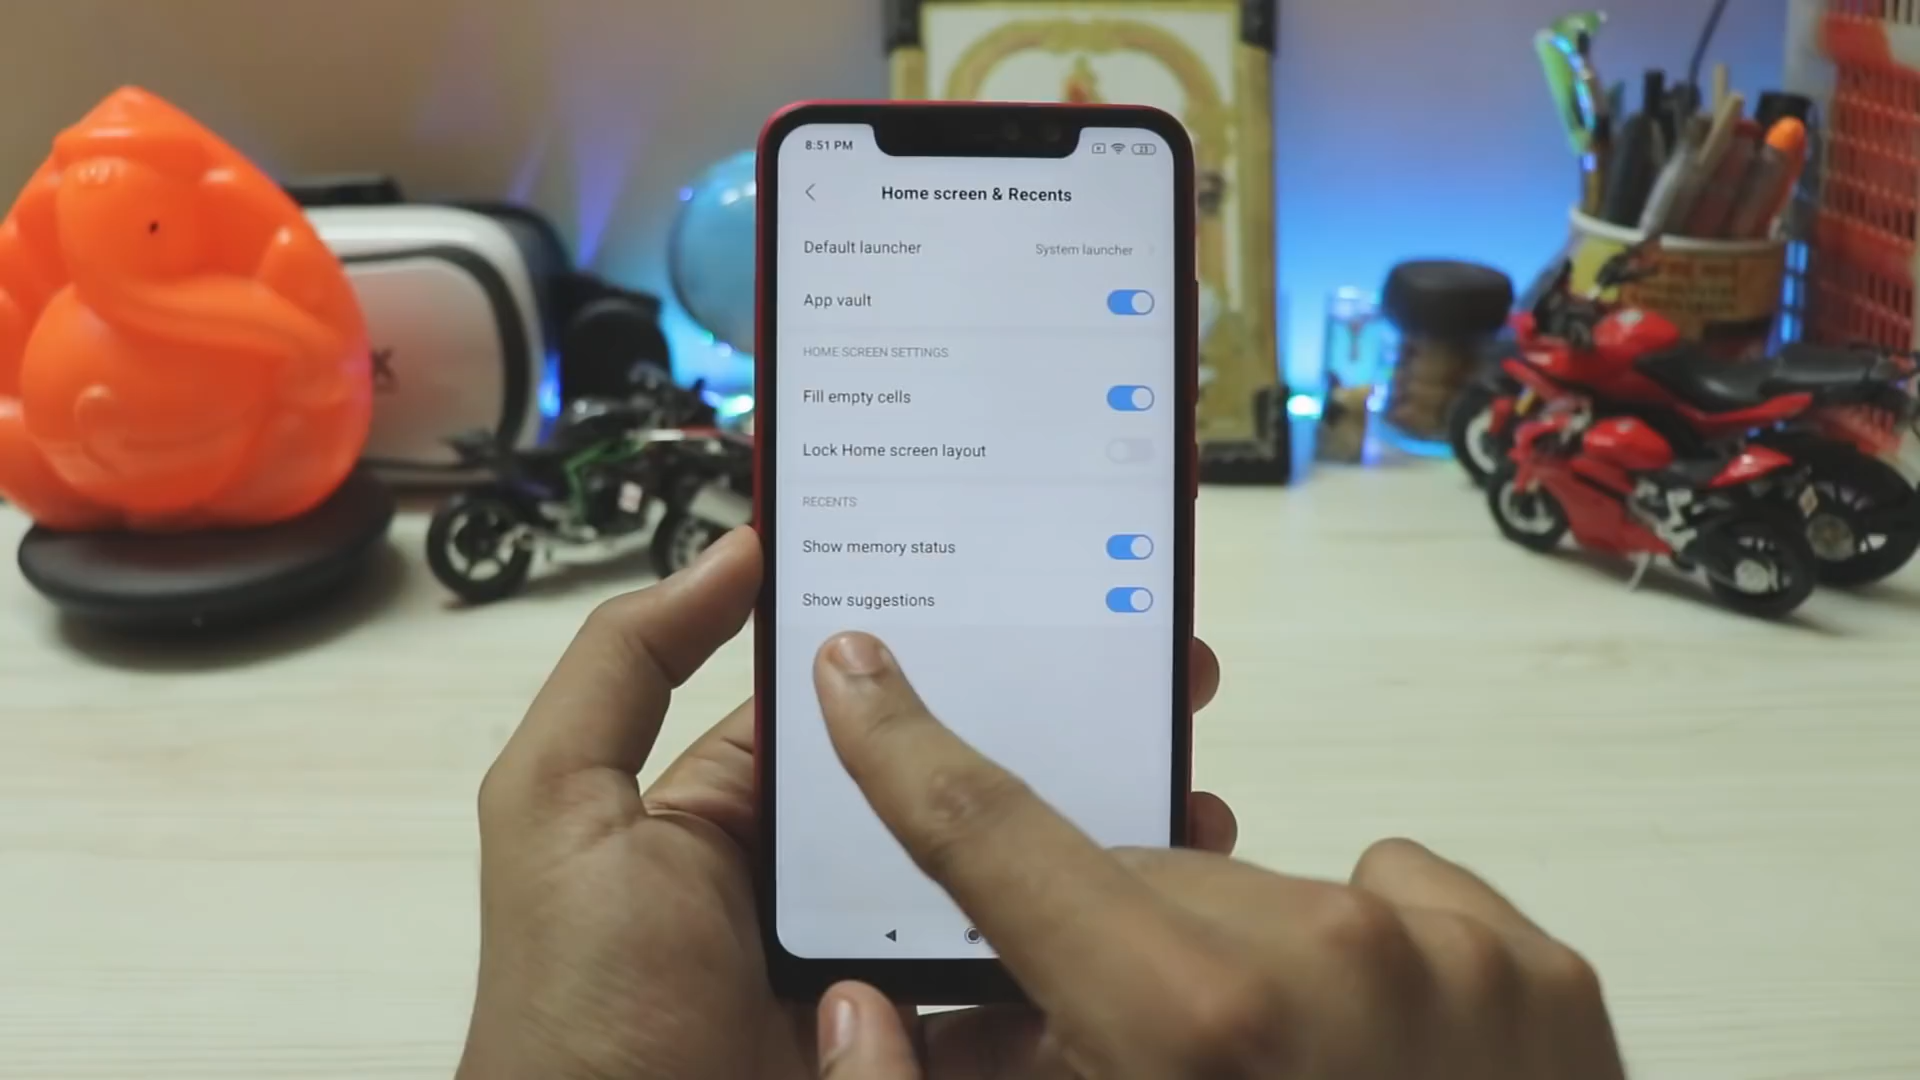 8:51 PM
23
Home screen & Recents
Default launcher
System launcher
App vault
HOME SCREEN SETTINGS
Fill empty cells
Lock Home screen layout
RECENTS
Show memory status
Show suggestions